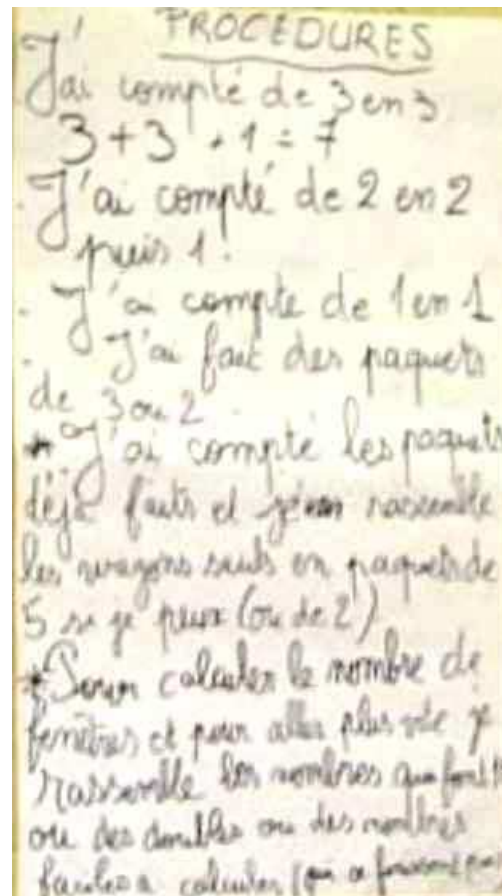 PROCEDURES
J'ai compté de 3 en 3
3+3+1=7
J'ai compté de 2 en 2
puis 1.
J'ai compté de 1 en 1
J'ai fait des paquets
de 3 ou 2
J'ai compté les paquets
déjà faits et rassemble
les wagons seuls en paquets de
5 si je peux (ou de 2)
calculer le nombre de
fenêtres et pour aller plus vite je
rassemble les nombres qui font
ou des doubles ou des nombres
faciles à calculer